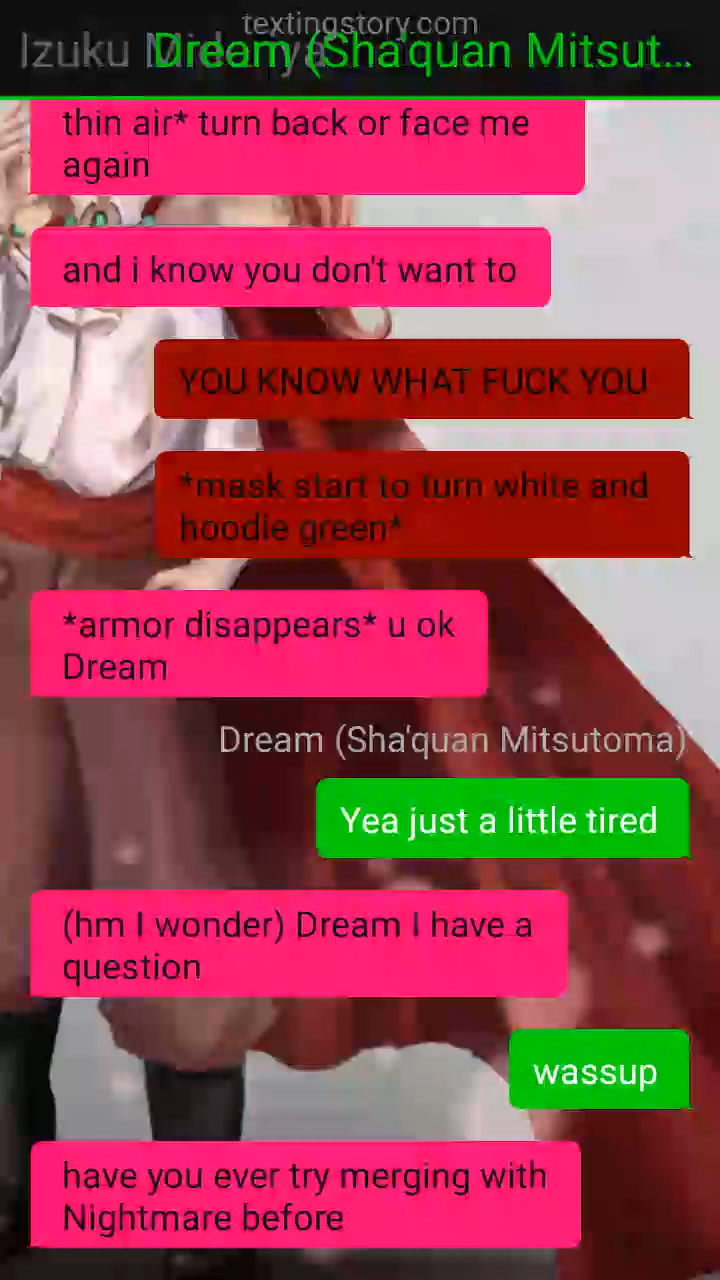 textingstory.com
Izuku Midoriya
Dream (Sha'quan Mitsut...
thin air* turn back or face me
again
and i know you don't want to
YOU KNOW WHAT FUCK YOU
*mask start to turn white and
hoodie green*
*armor disappears* u ok
Dream
Dream (Sha'quan Mitsutoma)
Yea just a little tired
(hm I wonder) Dream I have a
question
wassup
have you ever try merging with
Nightmare before